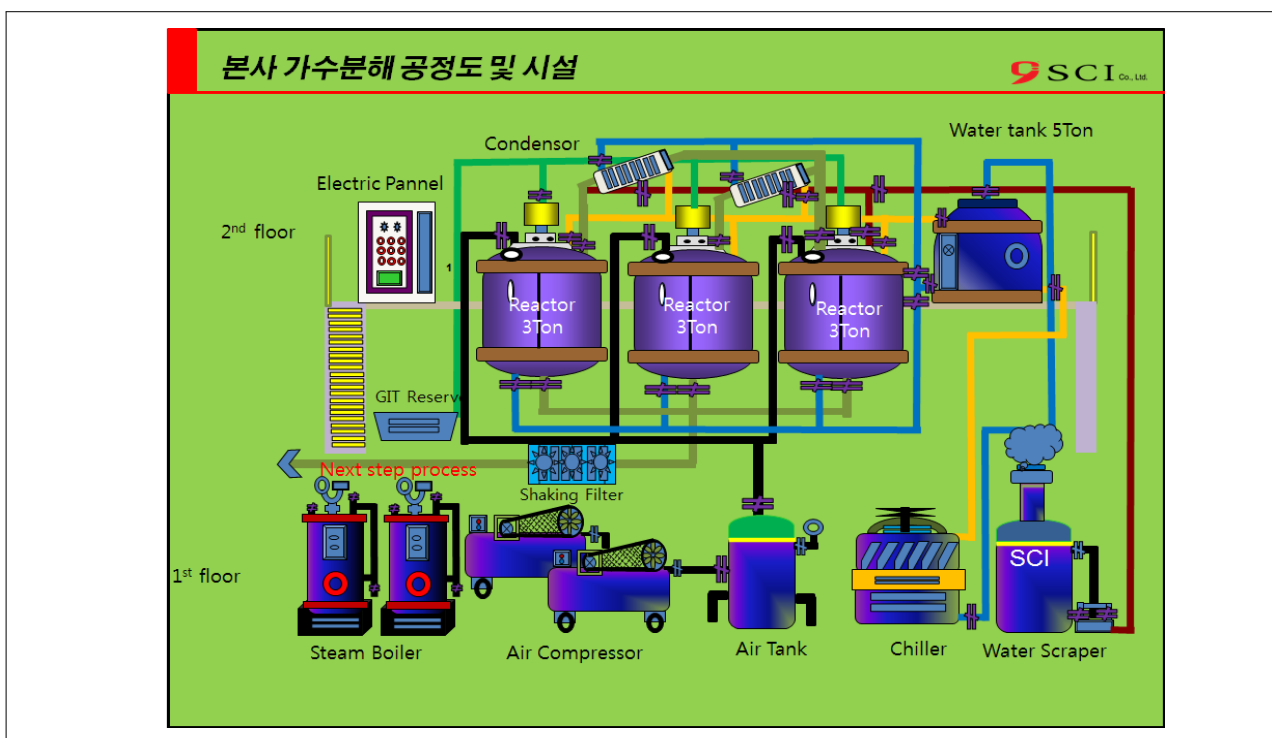 본사 가수분해 공정도 및 시설
SCI Co., Ltd.
Water tank 5Ton
Condensor
Electric Pannel
2nd floor
1
Reactor
3Ton
Reactor
3Ton
Reactor
3Ton
GIT Reserve
Next step process
Shaking Filter
1st floor
SCI
Steam Boiler
Air Compressor
Air Tank
Chiller
Water Scraper